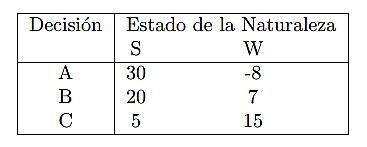 Decisión Estado de la Naturaleza
S W
A 30 -8
B 20 7
C 5 15